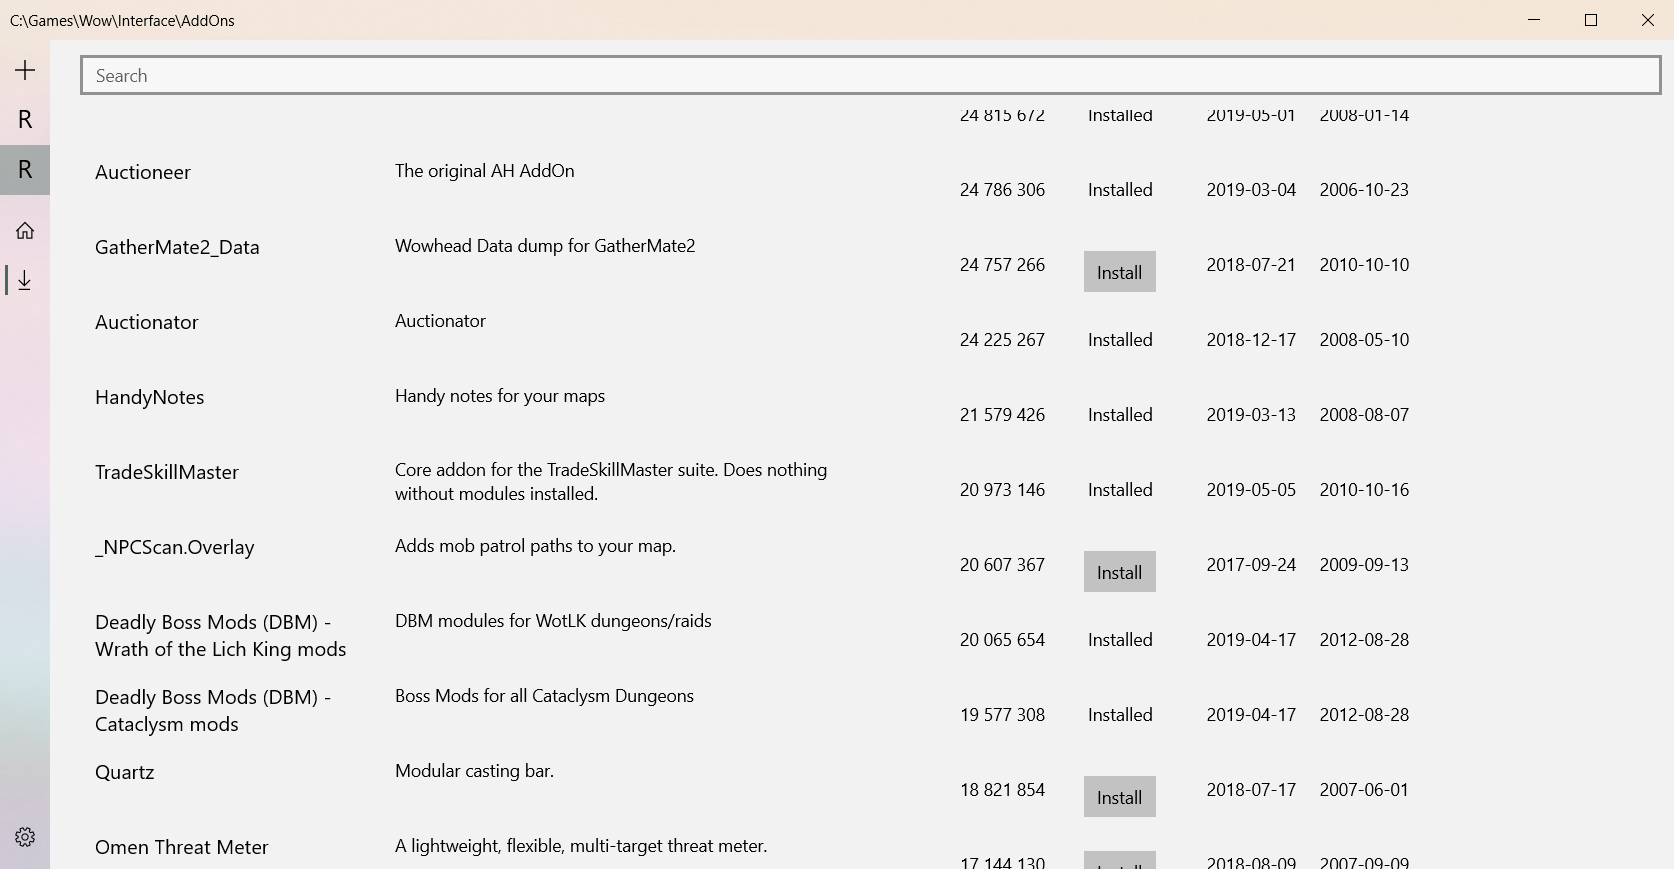 C:\Games\Wow\Interface\AddOns
Search
R
R
24 815 672 Installed 2019-05-01 2008-01-14
Auctioneer The original AH AddOn 24 786 306 Installed 2019-03-04 2006-10-23
GatherMate2_Data Wowhead Data dump for GatherMate2 24 757 266 Install 2018-07-21 2010-10-10
Auctionator Auctionator 24 225 267 Installed 2018-12-17 2008-05-10
HandyNotes Handy notes for your maps 21 579 426 Installed 2019-03-13 2008-08-07
TradeSkillMaster Core addon for the TradeSkillMaster suite. Does nothing
without modules installed. 20 973 146 Installed 2019-05-05 2010-10-16
_NPCScan.Overlay Adds mob patrol paths to your map. 20 607 367 Install 2017-09-24 2009-09-13
Deadly Boss Mods (DBM) - DBM modules for WotLK dungeons/raids
Wrath of the Lich King mods 20 065 654 Installed 2019-04-17 2012-08-28
Deadly Boss Mods (DBM) - Boss Mods for all Cataclysm Dungeons
Cataclysm mods 19 577 308 Installed 2019-04-17 2012-08-28
Quartz Modular casting bar. 18 821 854 Install 2018-07-17 2007-06-01
Omen Threat Meter A lightweight, flexible, multi-target threat meter. 17 144 130 Install 2018-08-09 2007-09-09